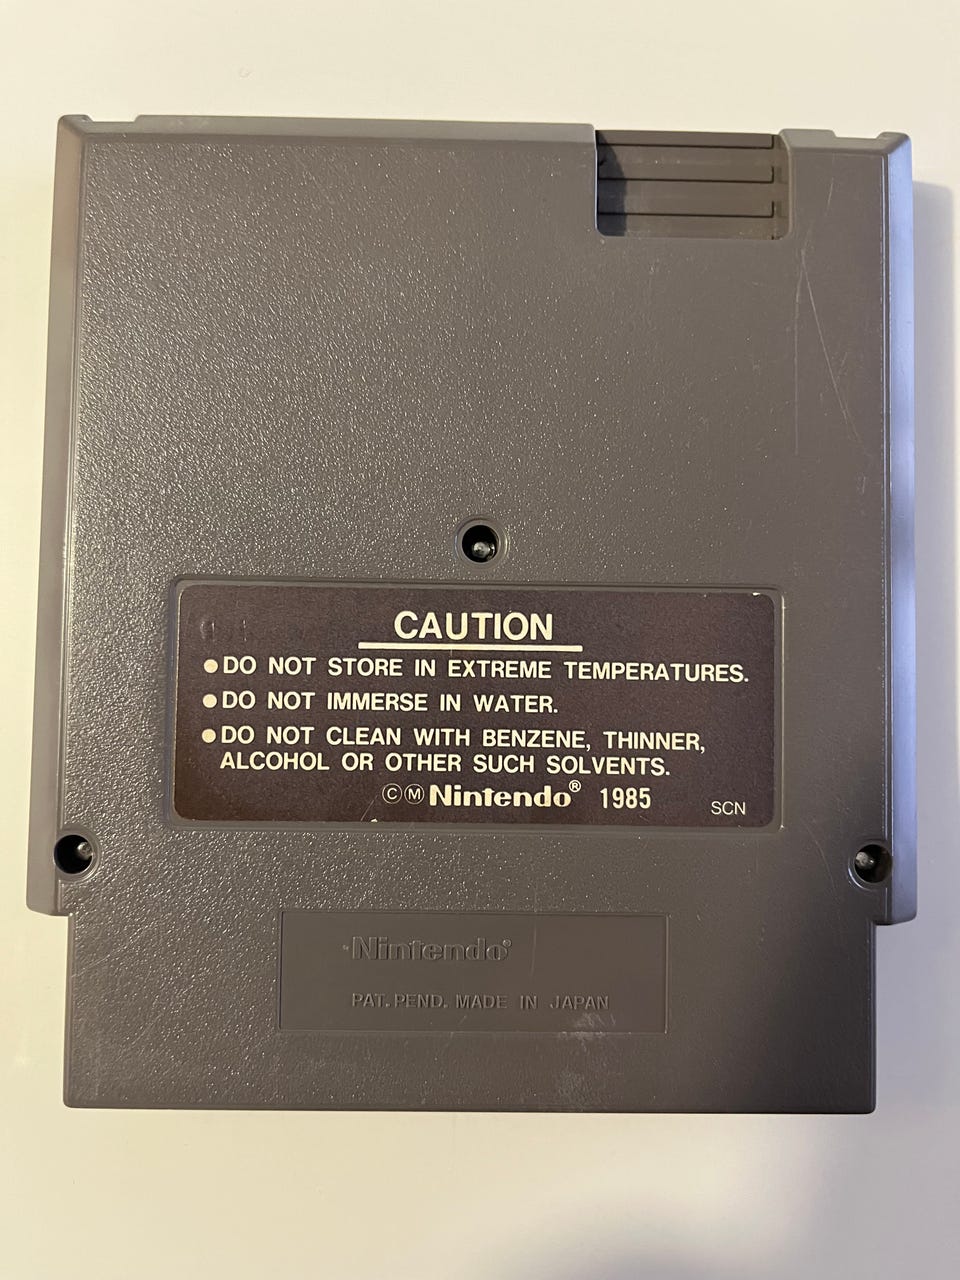 CAUTION
●DO NOT STORE IN EXTREME TEMPERATURES.
●DO NOT IMMERSE IN WATER.
●DO NOT CLEAN WITH BENZENE, THINNER,
ALCOHOL OR OTHER SUCH SOLVENTS.
ⒸⓂNintendo® 1985
SCN
Nintendo®
PAT. PEND. MADE IN JAPAN